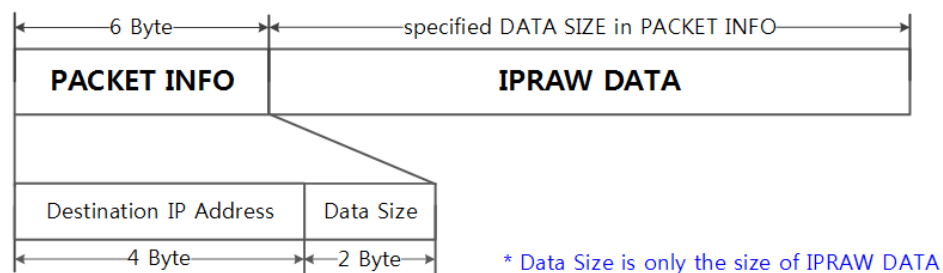 6 Byte
specified DATA SIZE in PACKET INFO
PACKET INFO
IPRAW DATA
Destination IP Address
Data Size
4 Byte
2 Byte
* Data Size is only the size of IPRAW DATA